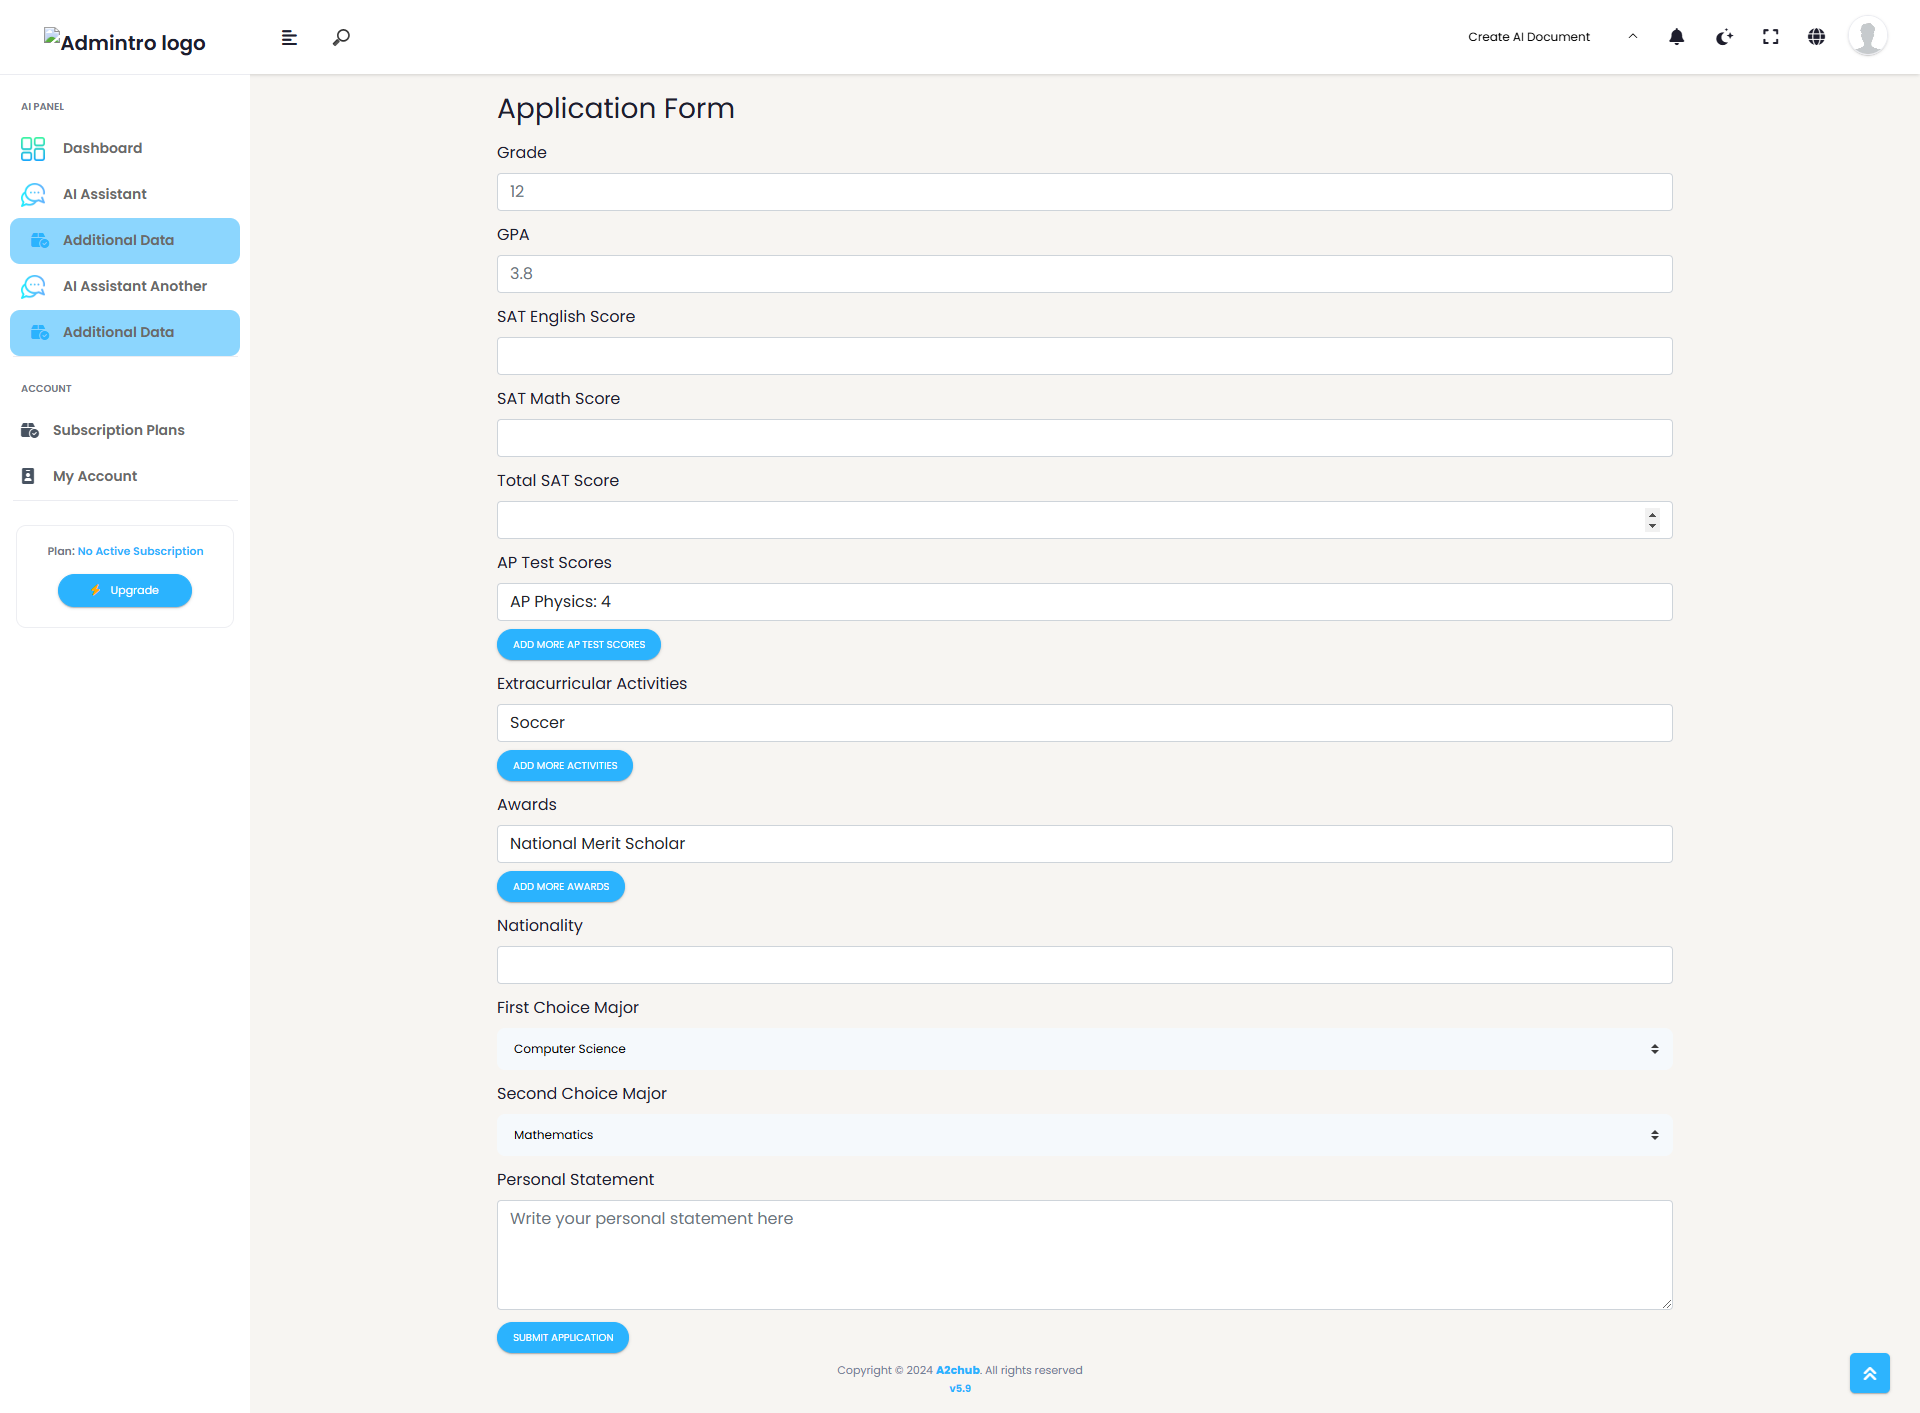 Admintro logo
Create AI Document
AI PANEL
Dashboard
AI Assistant
Additional Data
AI Assistant Another
Additional Data
ACCOUNT
Subscription Plans
My Account
Plan: No Active Subscription
Upgrade
Application Form
Grade
12
GPA
3.8
SAT English Score
SAT Math Score
Total SAT Score
AP Test Scores
AP Physics: 4
ADD MORE AP TEST SCORES
Extracurricular Activities
Soccer
ADD MORE ACTIVITIES
Awards
National Merit Scholar
ADD MORE AWARDS
Nationality
First Choice Major
Computer Science
Second Choice Major
Mathematics
Personal Statement
Write your personal statement here
SUBMIT APPLICATION
Copyright © 2024 A2chub. All rights reserved
v5.9